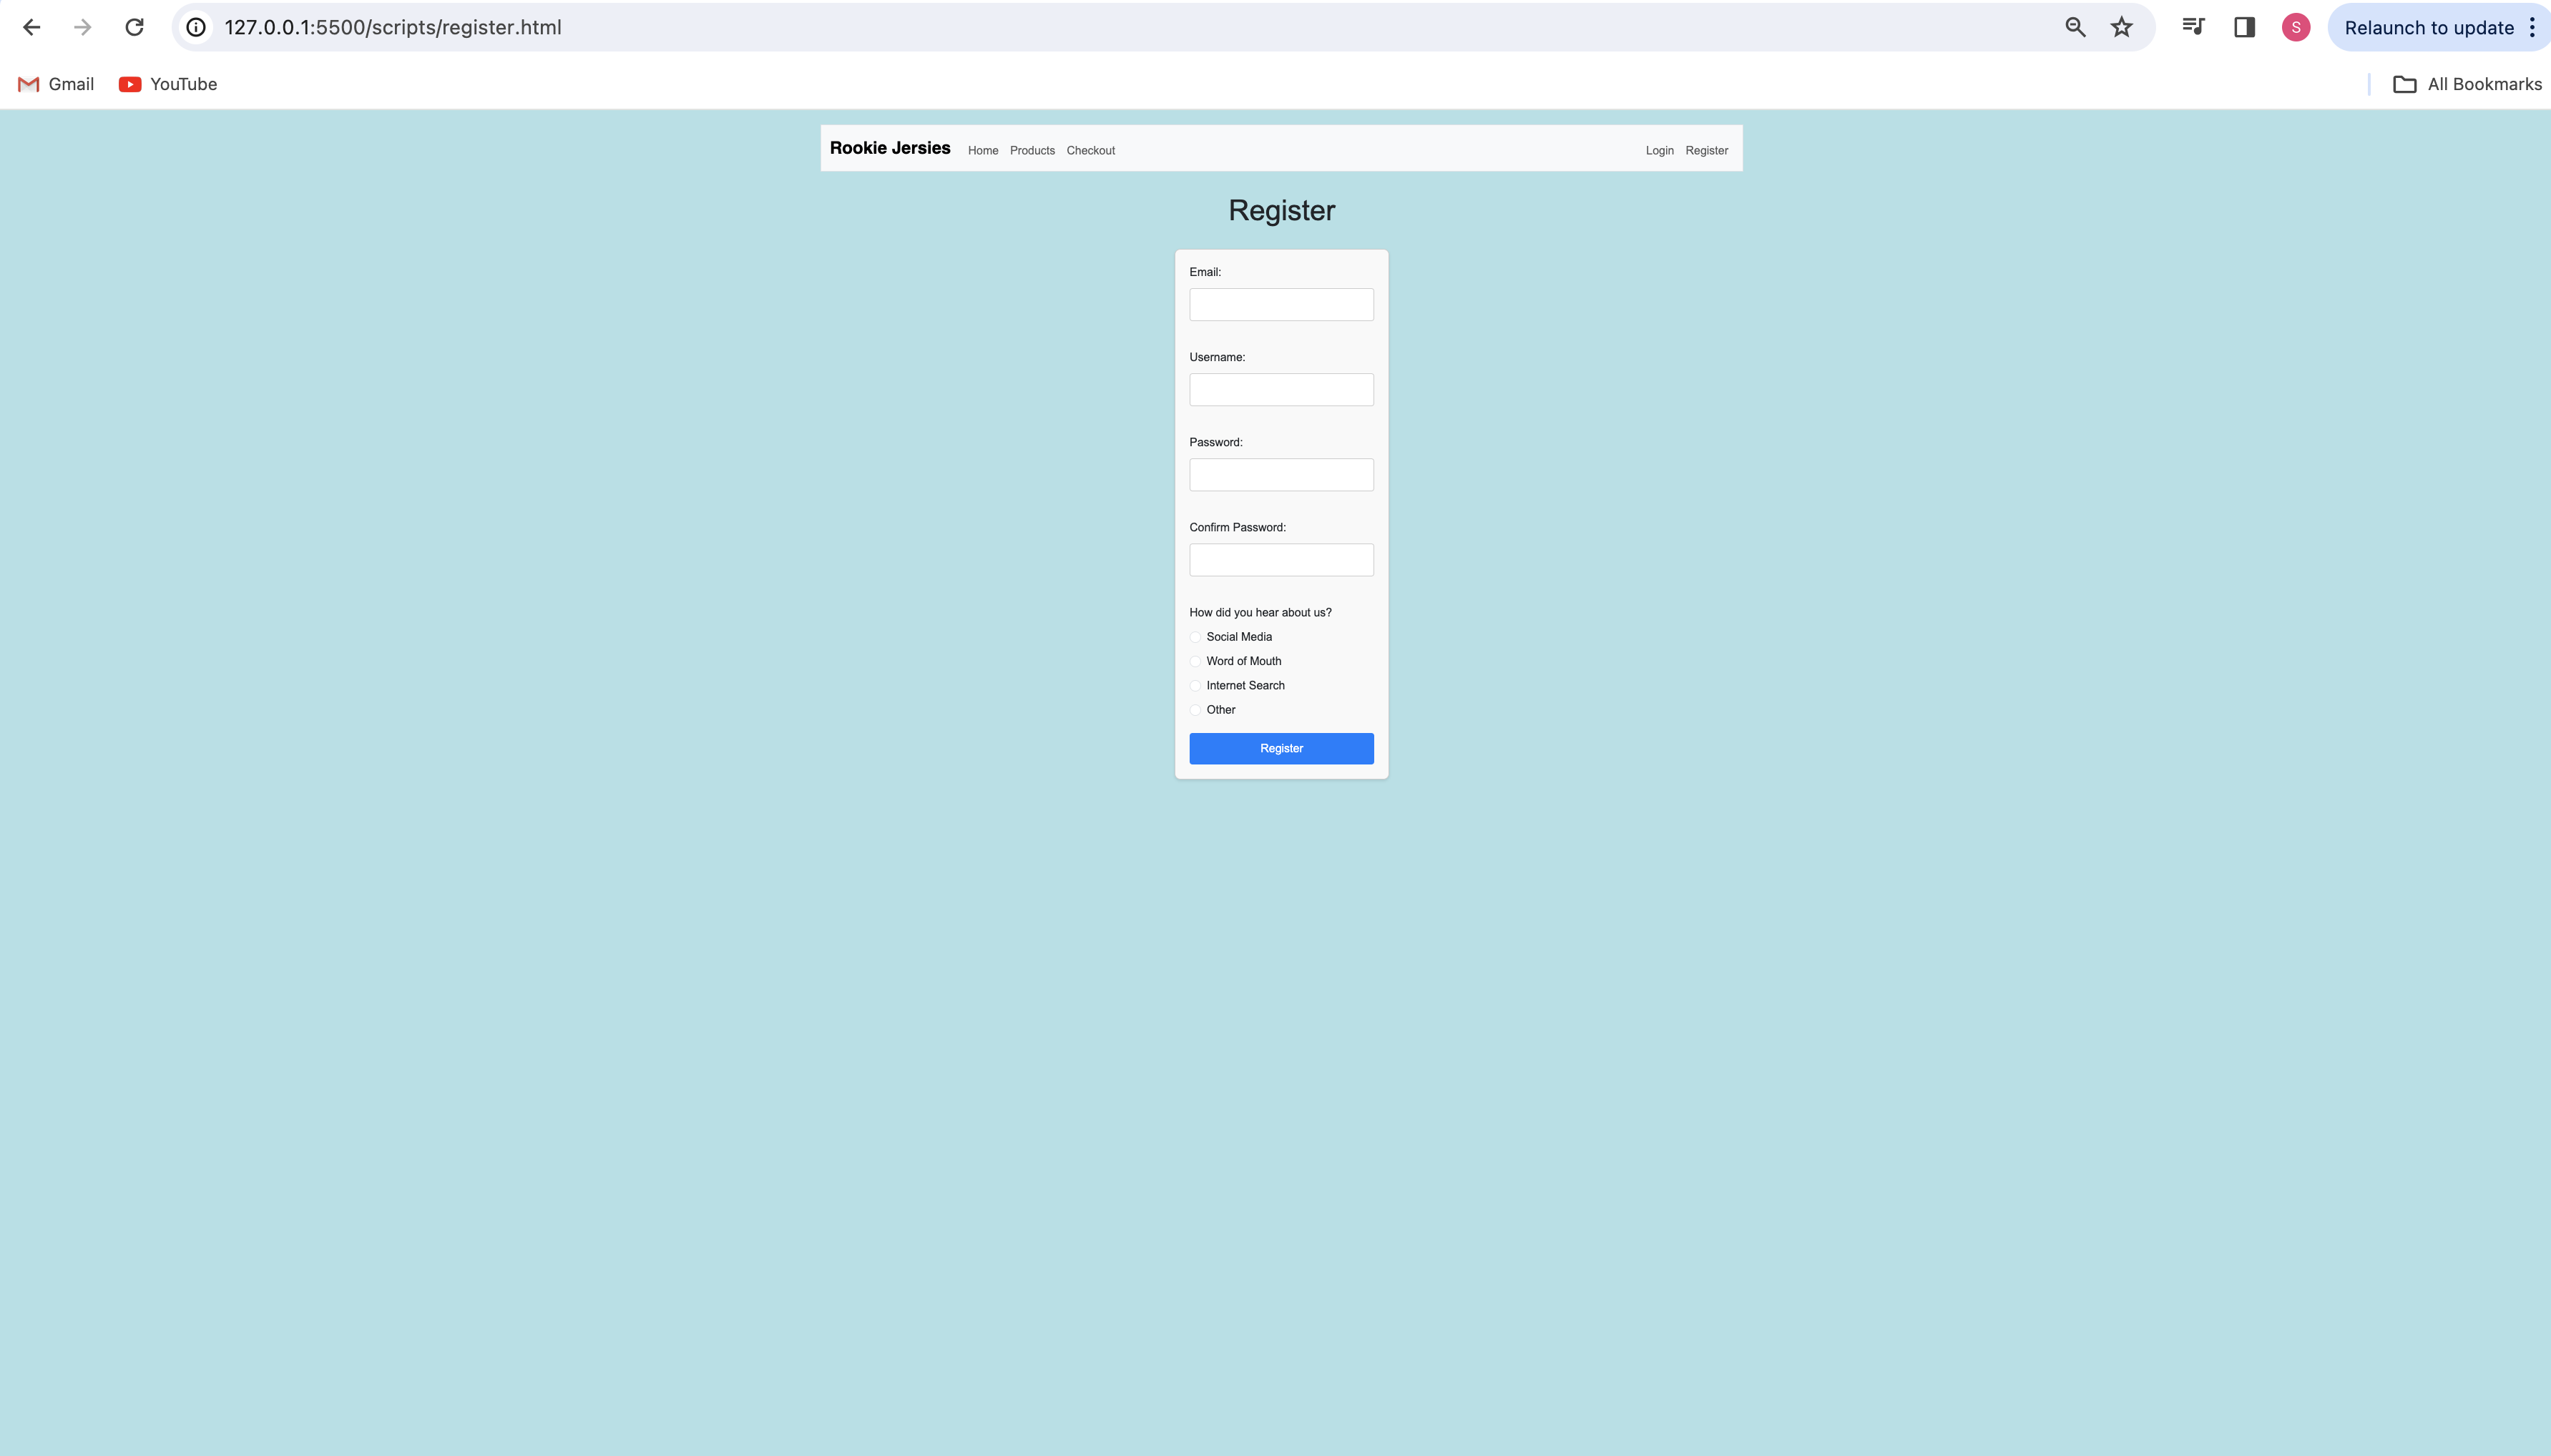 127.0.0.1:5500/scripts/register.html
S
Relaunch to update
Gmail
YouTube
All Bookmarks
Rookie Jersies
Home
Products
Checkout
Login
Register
Register
Email:
Username:
Password:
Confirm Password:
How did you hear about us?
Social Media
Word of Mouth
Internet Search
Other
Register